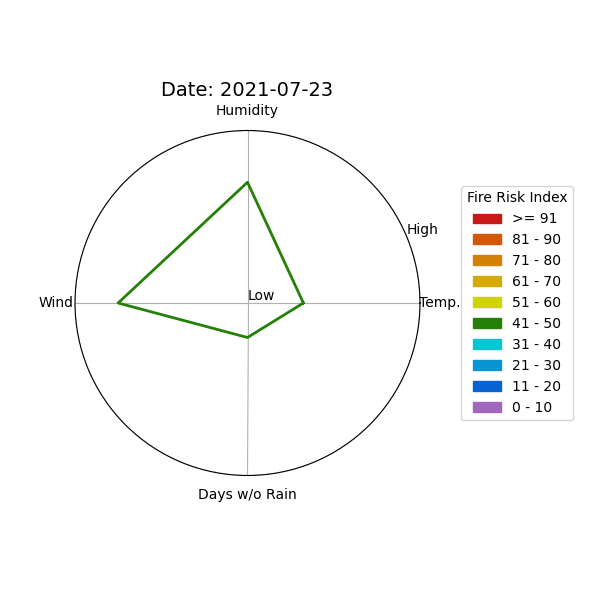 Date: 2021-07-23
Humidity
High
Low
Wind
Temp.
Days w/o Rain
Fire Risk Index
>= 91
81 - 90
71 - 80
61 - 70
51 - 60
41 - 50
31 - 40
21 - 30
11 - 20
0 - 10